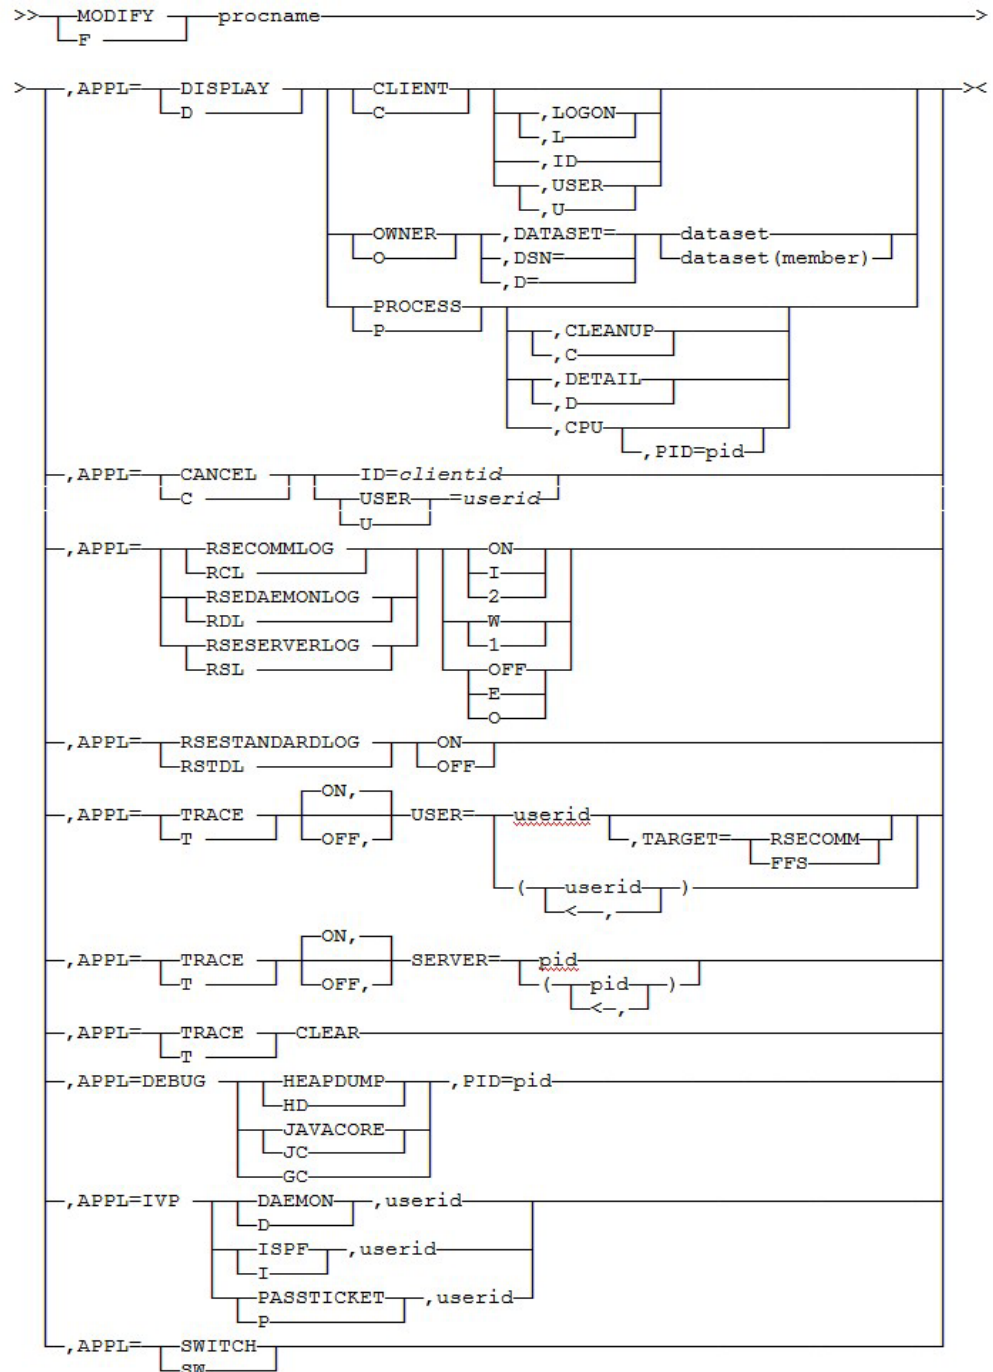 >> MODIFY procname >
F
> ,APPL= DISPLAY CLIENT ><
D C ,LOGON
,L
,ID
,USER
,U
OWNER ,DATASET= dataset
O ,DSN= dataset(member)
,D=
PROCESS
P ,CLEANUP
,C
,DETAIL
,D
,CPU
,PID=pid
,APPL= CANCEL ID=clientid
C USER =userid
U
,APPL= RSECOMMLOG ON
RCL I
RSEDAEMONLOG 2
RDL W
RSESERVERLOG 1
RSL OFF
E
O
,APPL= RSESTANDARDLOG ON
RSTDL OFF
ON,
,APPL= TRACE USER= userid
T OFF, ,TARGET= RSECOMM
FFS
( userid )
< ,
ON,
,APPL= TRACE SERVER= pid
T OFF, ( pid )
< ,
,APPL= TRACE CLEAR
T
,APPL=DEBUG HEAPDUMP ,PID=pid
HD
JAVACORE
JC
GC
,APPL=IVP DAEMON ,userid
D
ISPF ,userid
I
PASSTICKET ,userid
P
,APPL= SWITCH
SW